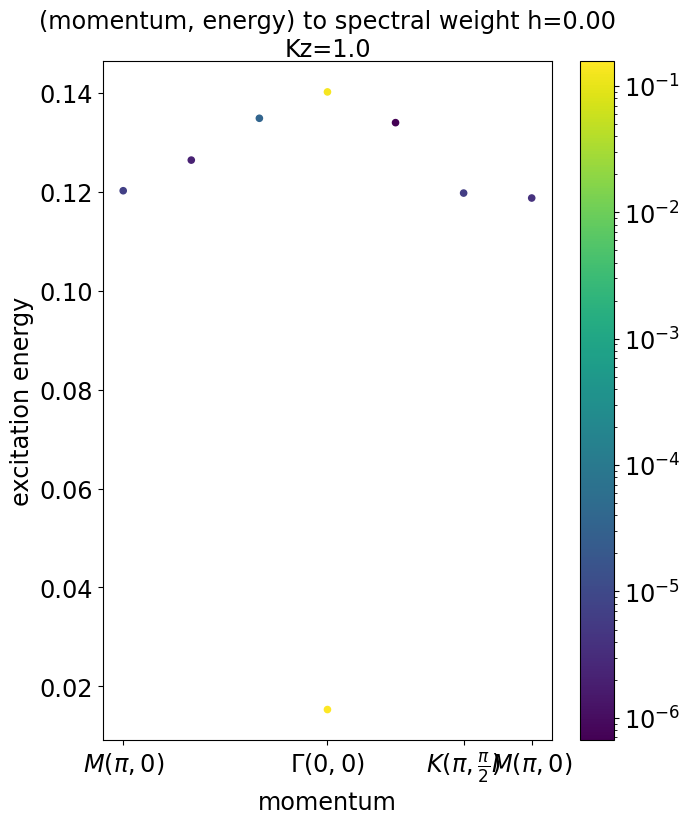 (momentum, energy) to spectral weight h=0.00
Kz=1.0
0.14
0.12
0.10
0.08
0.06
0.04
0.02
excitation energy
M(π, 0)
Γ(0, 0)
K(π, π/2)
M(π, 0)
momentum
10⁻¹
10⁻²
10⁻³
10⁻⁴
10⁻⁵
10⁻⁶